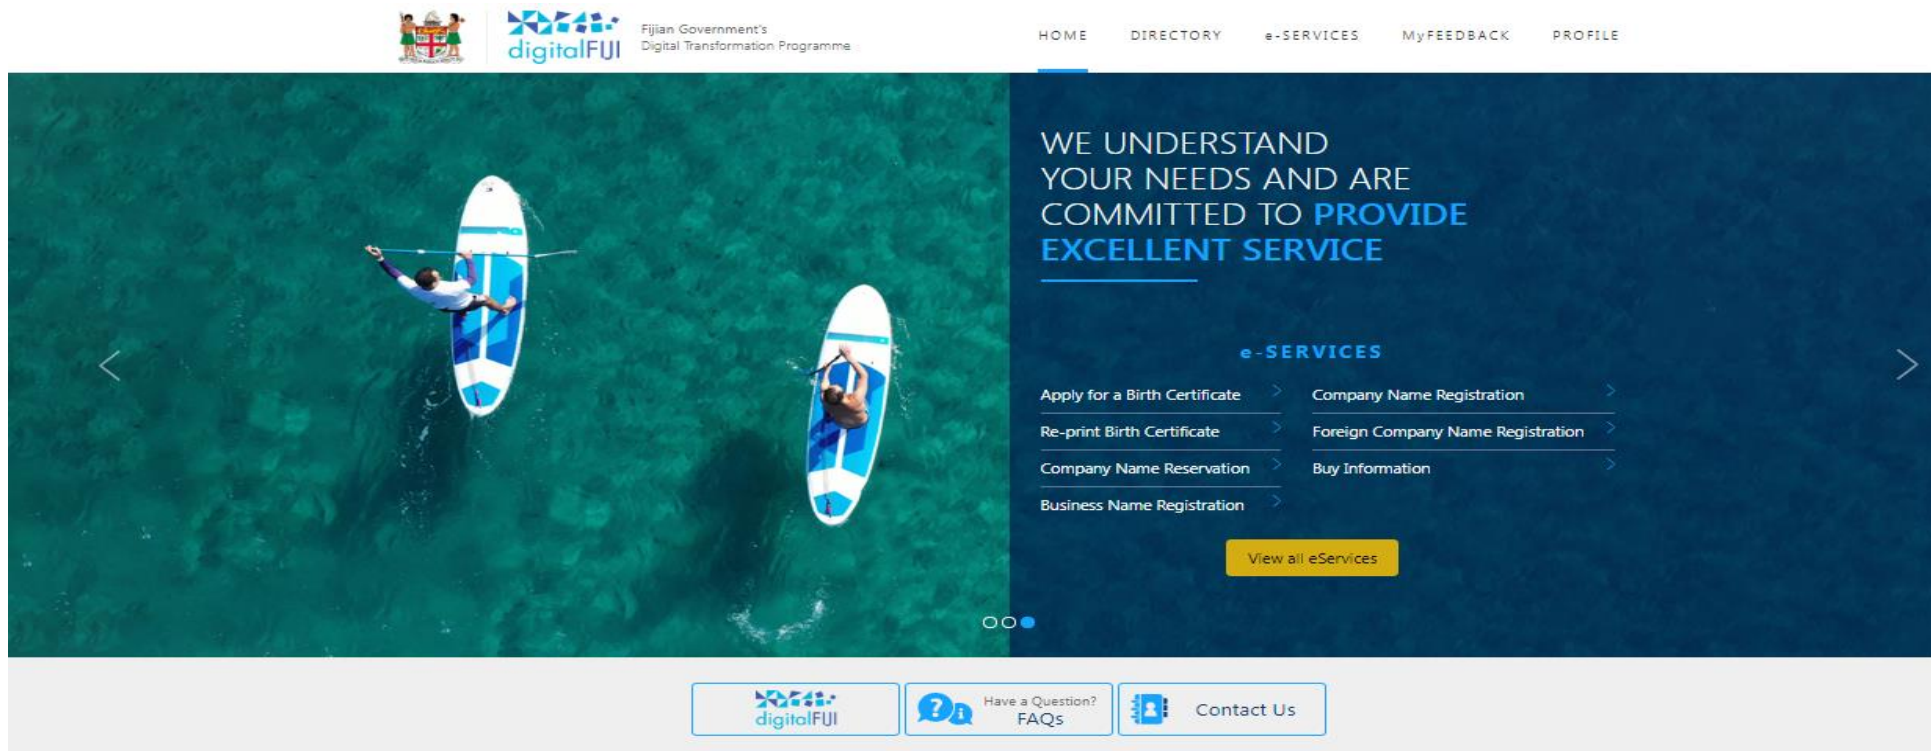 digitalFIJI
Fijian Government's
Digital Transformation Programme
HOME
DIRECTORY
e-SERVICES
MyFEEDBACK
PROFILE
WE UNDERSTAND
YOUR NEEDS AND ARE
COMMITTED TO PROVIDE
EXCELLENT SERVICE
e-SERVICES
Apply for a Birth Certificate
Re-print Birth Certificate
Company Name Reservation
Business Name Registration
Company Name Registration
Foreign Company Name Registration
Buy Information
View all eServices
digitalFIJI
Have a Question?
FAQs
Contact Us